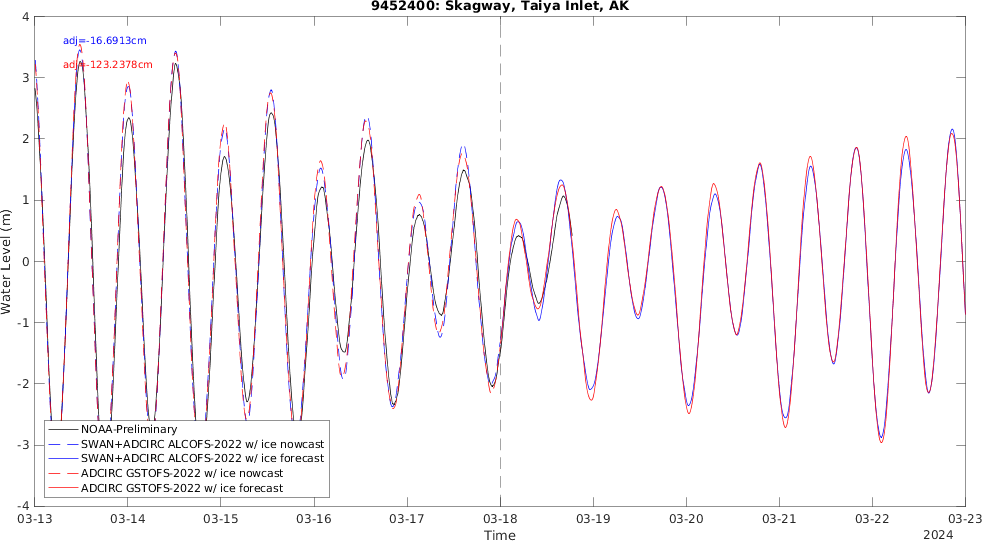 9452400: Skagway, Taiya Inlet, AK
adj=-16.6913cm
adj=-123.2378cm
Water Level (m)
4
3
2
1
0
-1
-2
-3
-4
NOAA-Preliminary
SWAN+ADCIRC ALCOFS-2022 w/ ice nowcast
SWAN+ADCIRC ALCOFS-2022 w/ ice forecast
ADCIRC GSTOFS-2022 w/ ice nowcast
ADCIRC GSTOFS-2022 w/ ice forecast
03-13 03-14 03-15 03-16 03-17 03-18 03-19 03-20 03-21 03-22 03-23
Time
2024